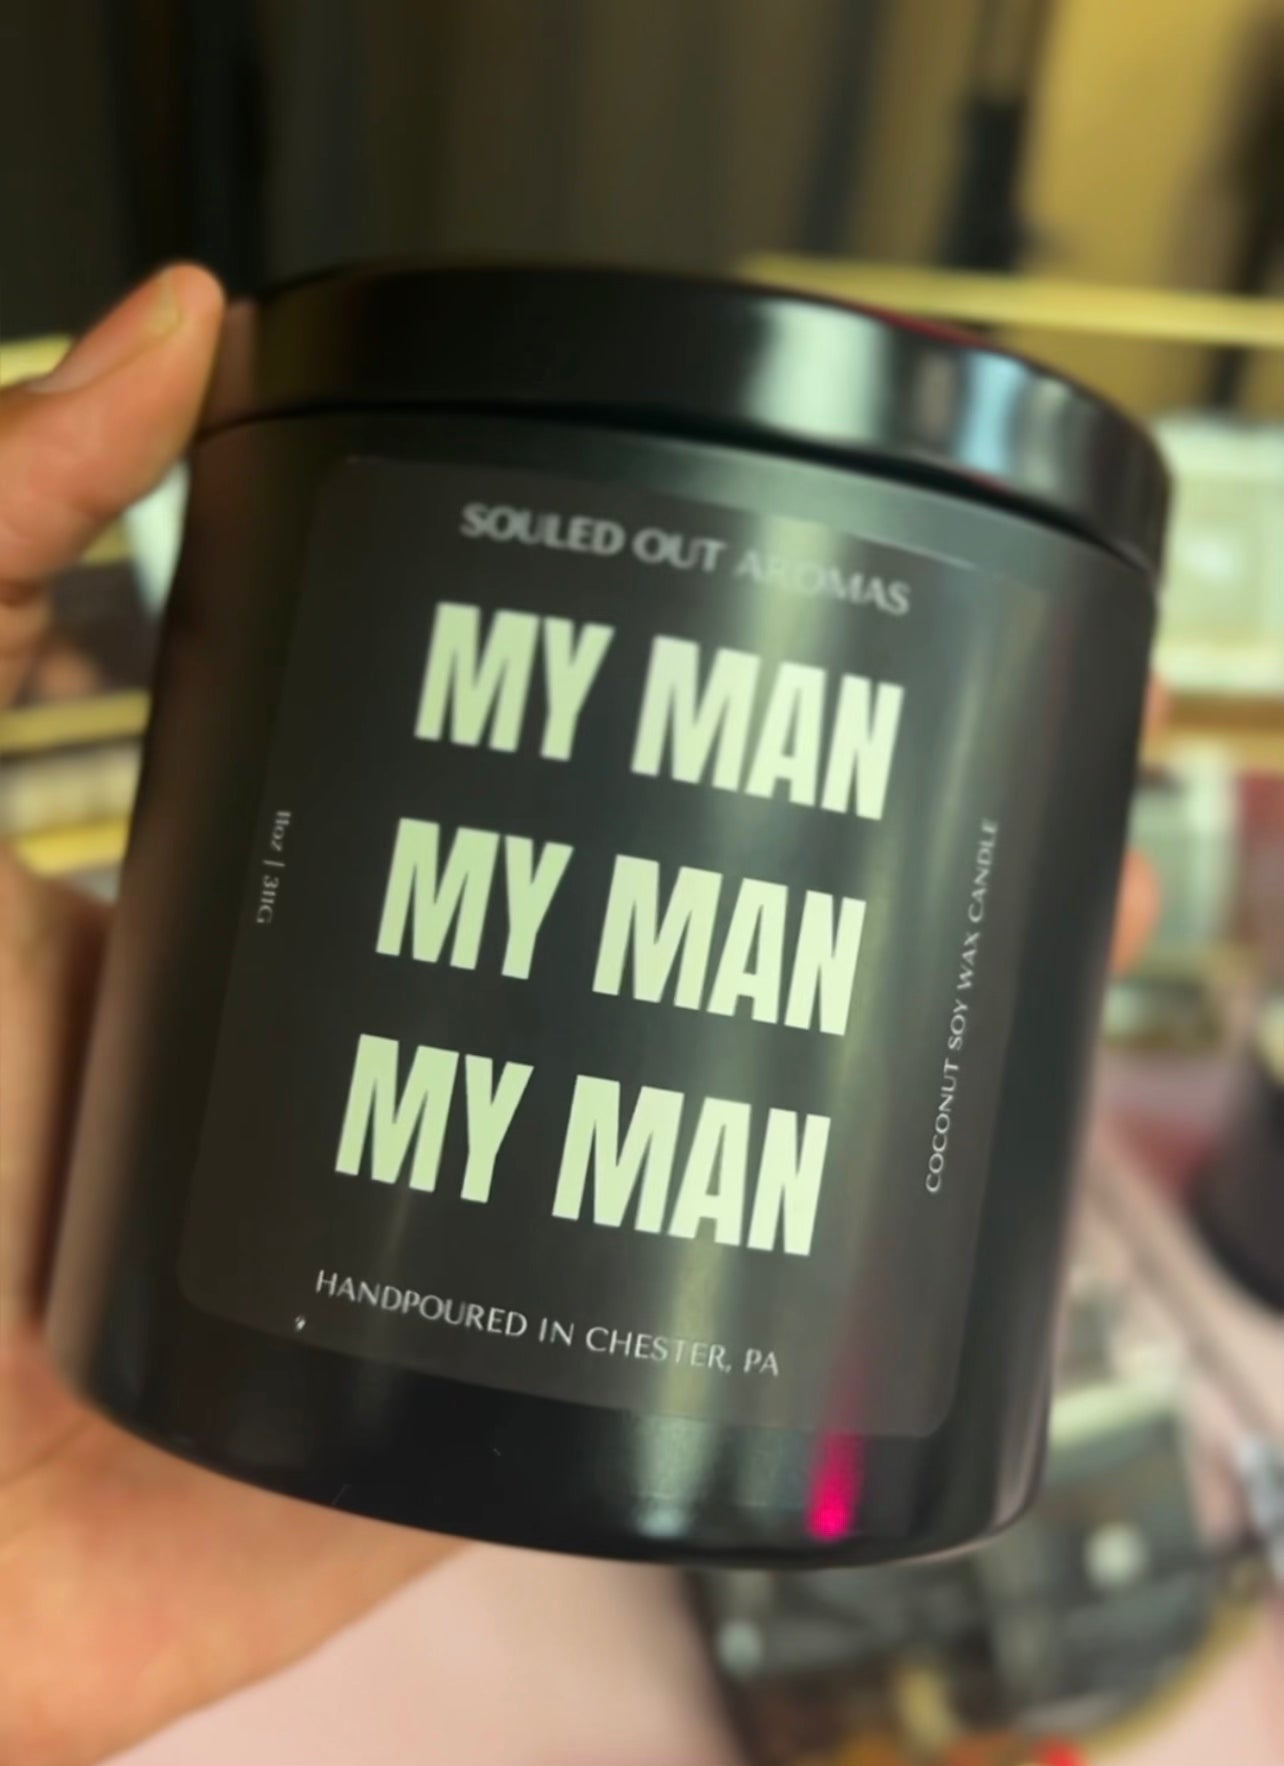 SOULED OUT AROMAS
MY MAN
MY MAN
MY MAN
11oz | 311G
COCONUT SOY WAX CANDLE
HANDPOURED IN CHESTER, PA